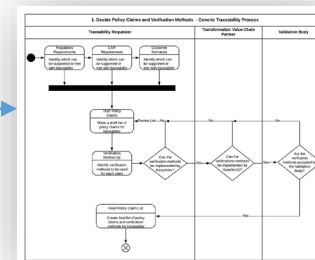 1. Decide Policy Claims and Verification Methods - Generic Traceability Process
Traceability Requestor
Transformation Value-Chain
Partner
Validation Body
Regulatory
Requirements
Identify which can
be supported or met
with traceability
CSR
Requirements
Identify which can
be supported or
met with traceability
Customer
Demands
Identify which can
be supported or
met with traceability
Draft Policy
Claims
Make a draft list of
policy claims for
traceability
Verification
Method (s)
Identify verification
methods to be used
for each claim
No
No
Can the
verification methods
be implemented by
Requestor?
Yes
Can the
verifications methods
be implemented by
Supplier(s)?
Yes
Are the
verification
methods accepted by
the Validation
Body?
Yes
Final Policy Claim List
Create final list of policy
claims and verification
methods for traceability